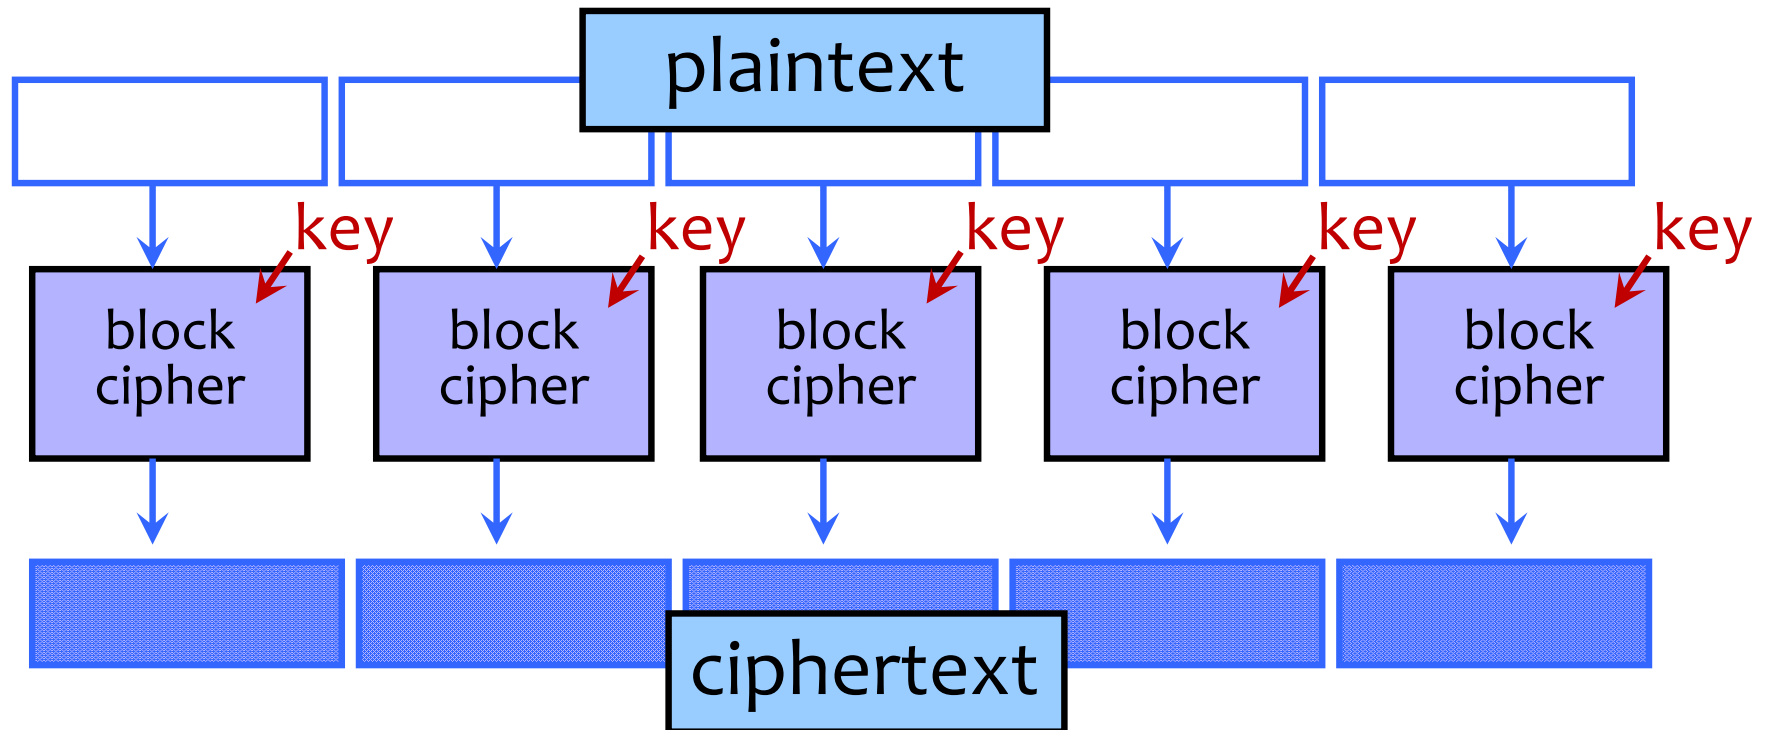 plaintext
key
key
key
key
key
block
cipher
block
cipher
block
cipher
block
cipher
block
cipher
ciphertext